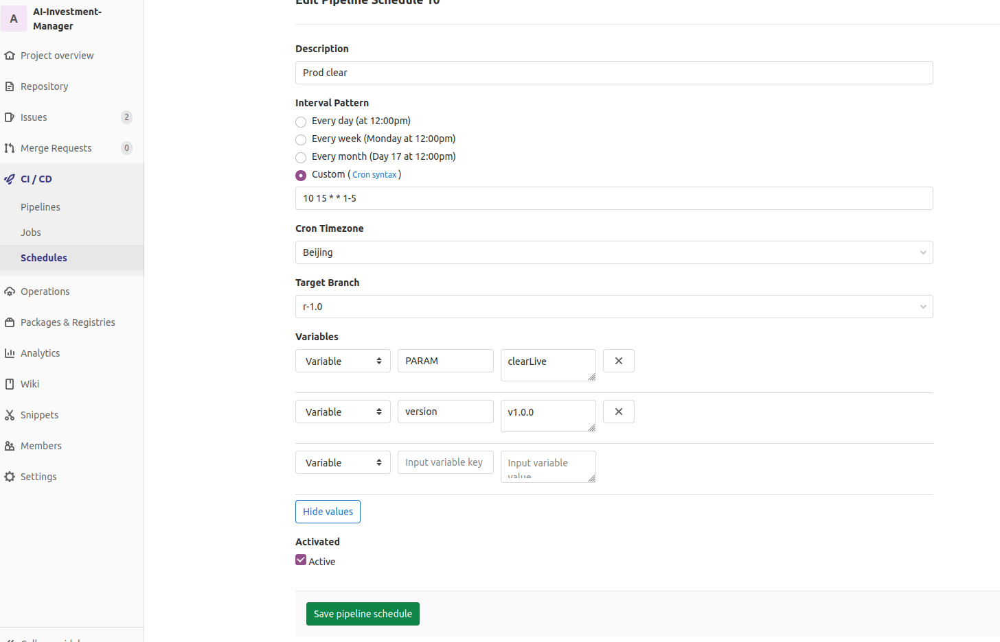 A
AI-Investment-
Manager
Project overview
Repository
Issues
2
Merge Requests
0
CI / CD
Pipelines
Jobs
Schedules
Operations
Packages & Registries
Analytics
Wiki
Snippets
Members
Settings
Edit Pipeline Schedule 10
Description
Prod clear
Interval Pattern
Every day (at 12:00pm)
Every week (Monday at 12:00pm)
Every month (Day 17 at 12:00pm)
Custom ( Cron syntax )
10 15 * * 1-5
Cron Timezone
Beijing
Target Branch
r-1.0
Variables
Variable PARAM clearLive
Variable version v1.0.0
Variable Input variable key Input variable
value
Hide values
Activated
Active
Save pipeline schedule